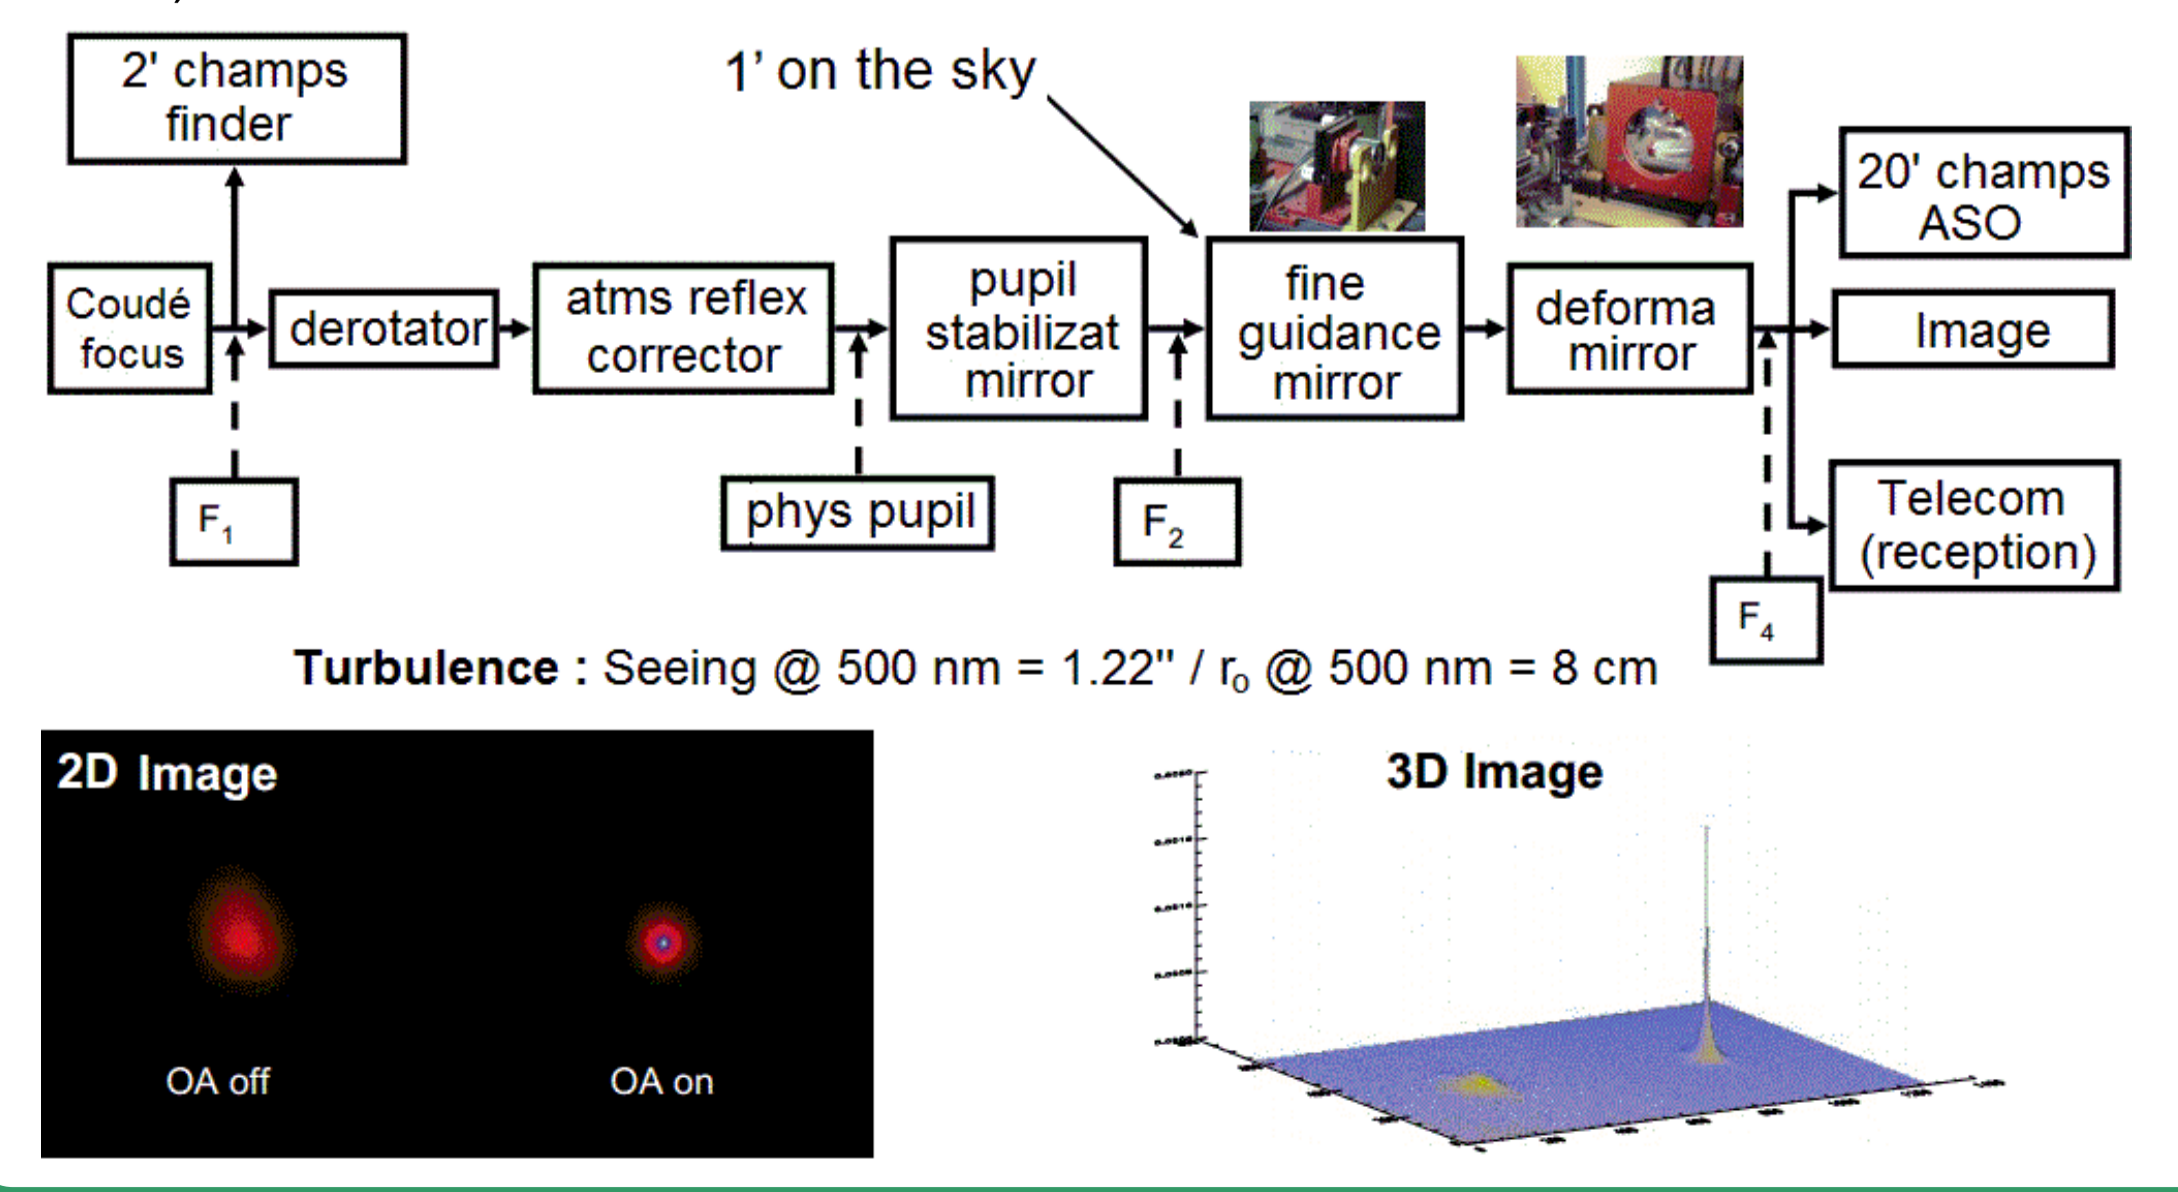 2' champs
finder
1’ on the sky
20' champs
ASO
Coudé
focus
derotator
atms reflex
corrector
pupil
stabilizat
mirror
fine
guidance
mirror
deforma
mirror
Image
F1
phys pupil
F2
Telecom
(reception)
F4
Turbulence : Seeing @ 500 nm = 1.22" / ro @ 500 nm = 8 cm
2D Image
OA off
OA on
3D Image